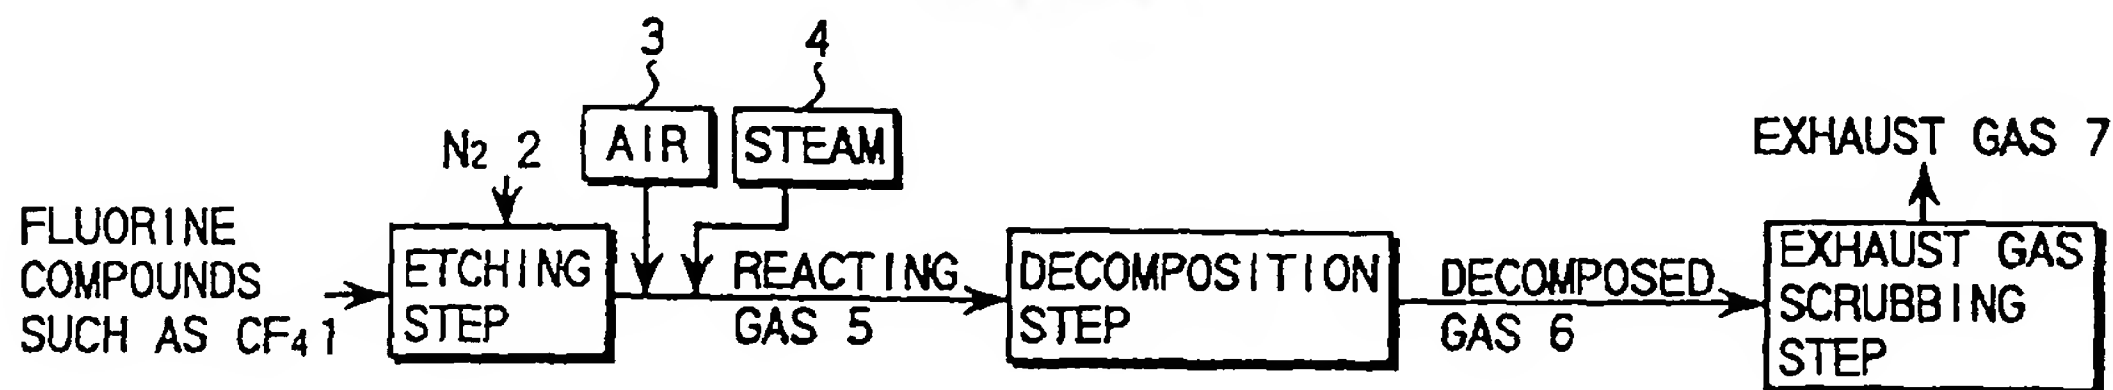 3
4
AIR
STEAM
N2 2
EXHAUST GAS 7
FLUORINE
COMPOUNDS
SUCH AS CF4 1
ETCHING
STEP
REACTING
GAS 5
DECOMPOSITION
STEP
DECOMPOSED
GAS 6
EXHAUST GAS
SCRUBBING
STEP